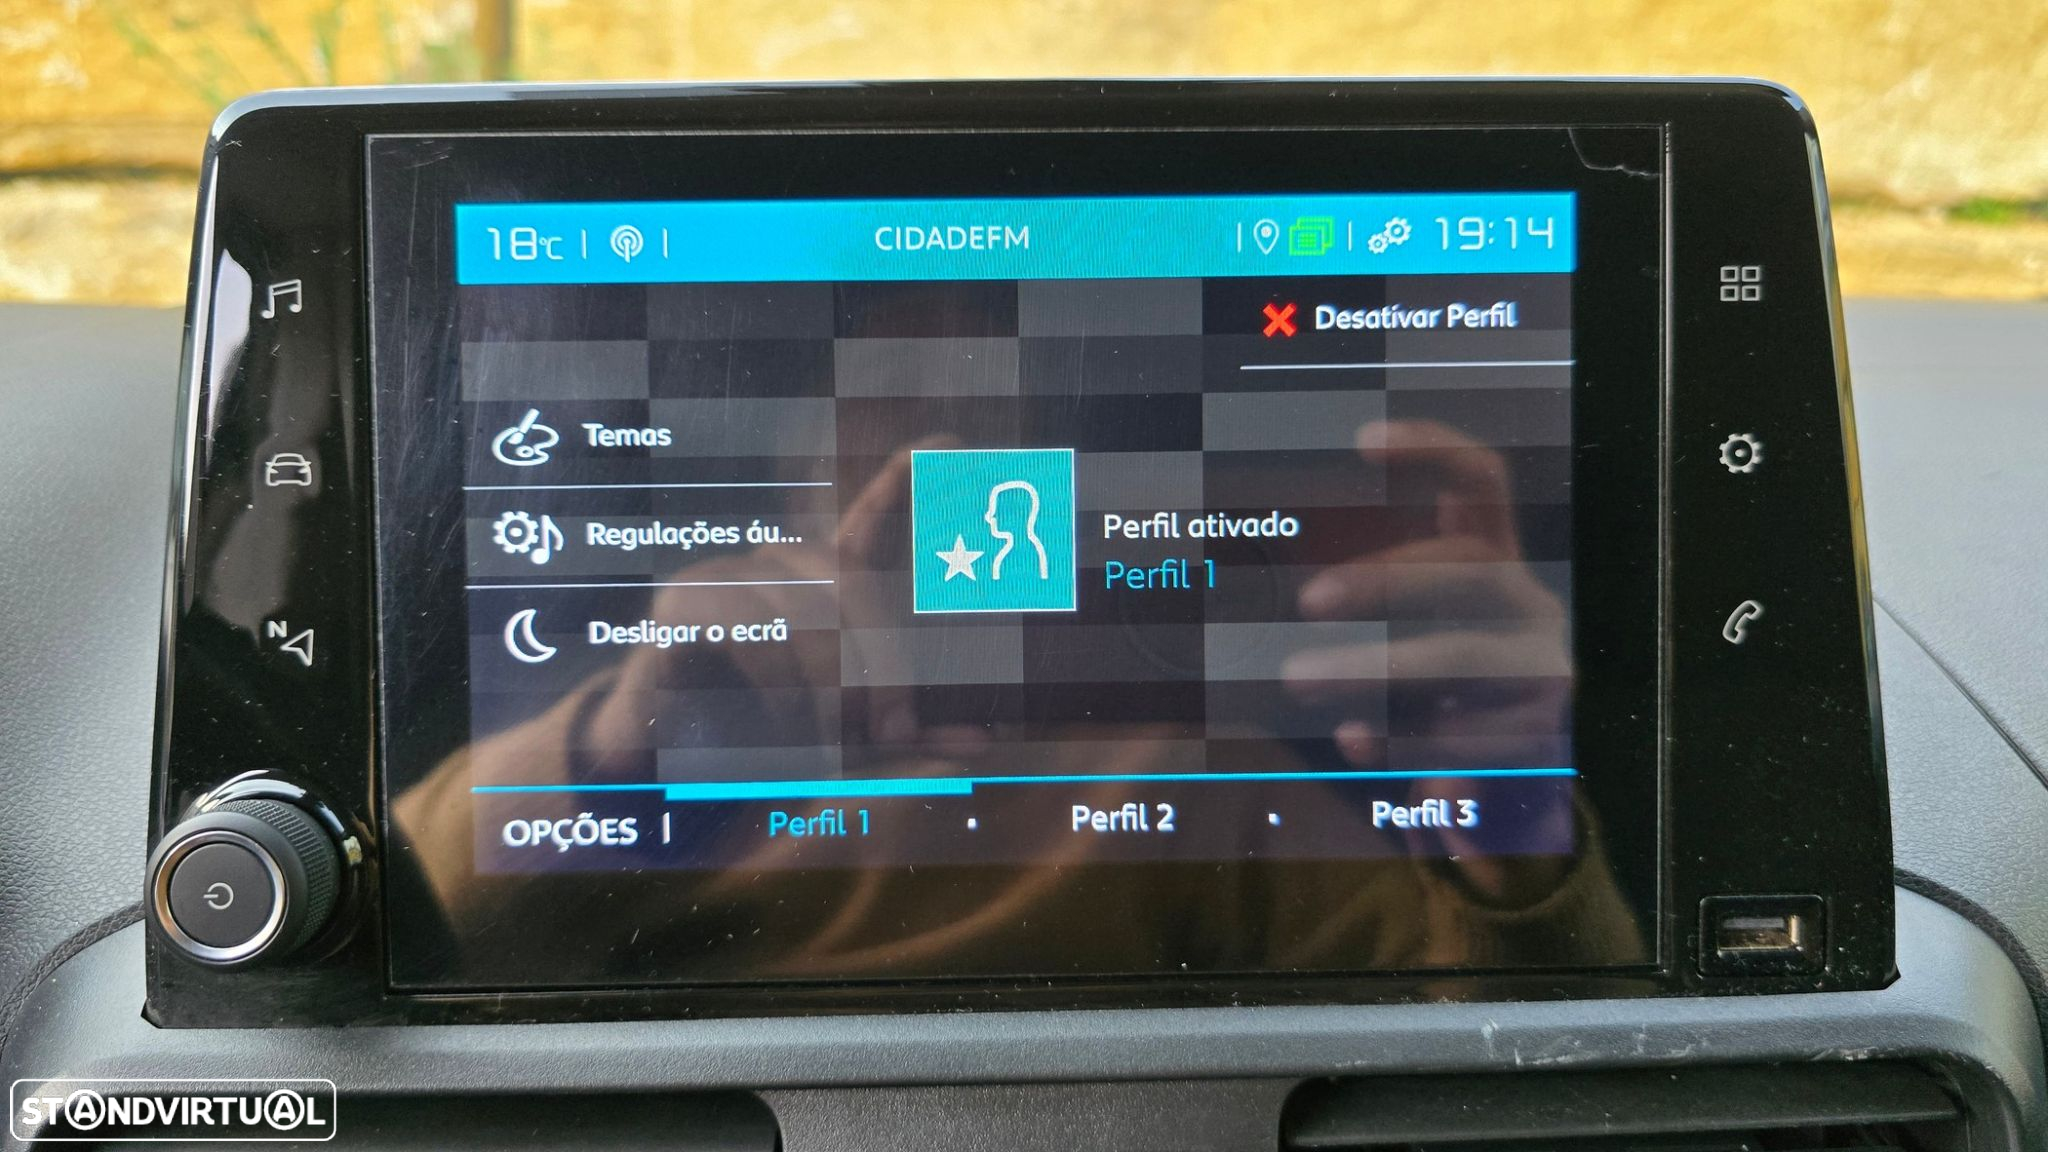 18°C
CIDADEFM
19:14
Desativar Perfil
Temas
Regulações áu...
Desligar o ecrã
Perfil ativado
Perfil 1
OPÇÕES
Perfil 1
Perfil 2
Perfil 3
N
STANDVIRTUAL